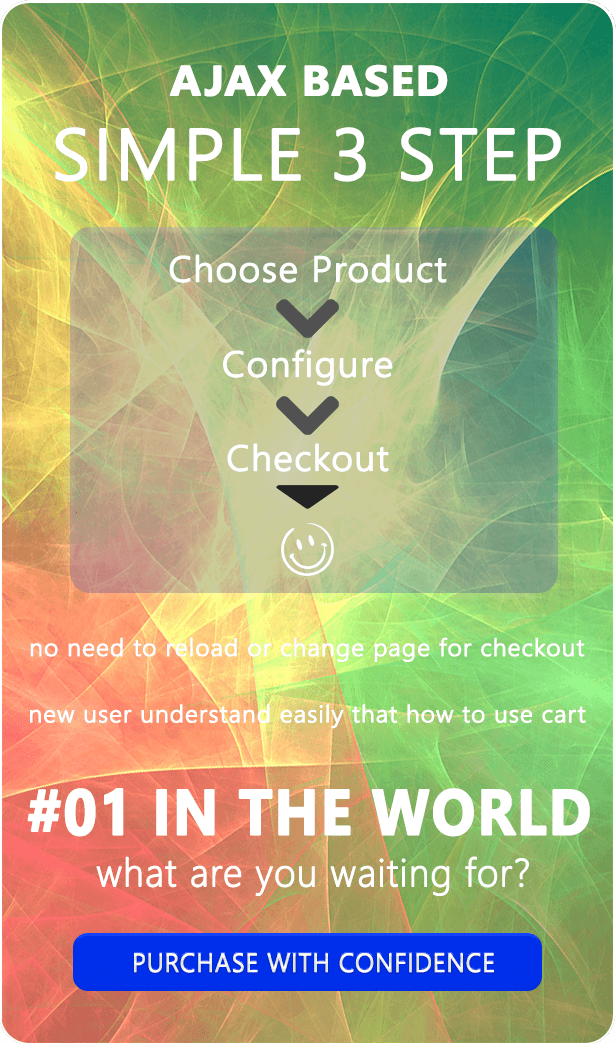 AJAX BASED
SIMPLE 3 STEP
Choose Product
Configure
Checkout
no need to reload or change page for checkout
new user understand easily that how to use cart
#01 IN THE WORLD
what are you waiting for?
PURCHASE WITH CONFIDENCE